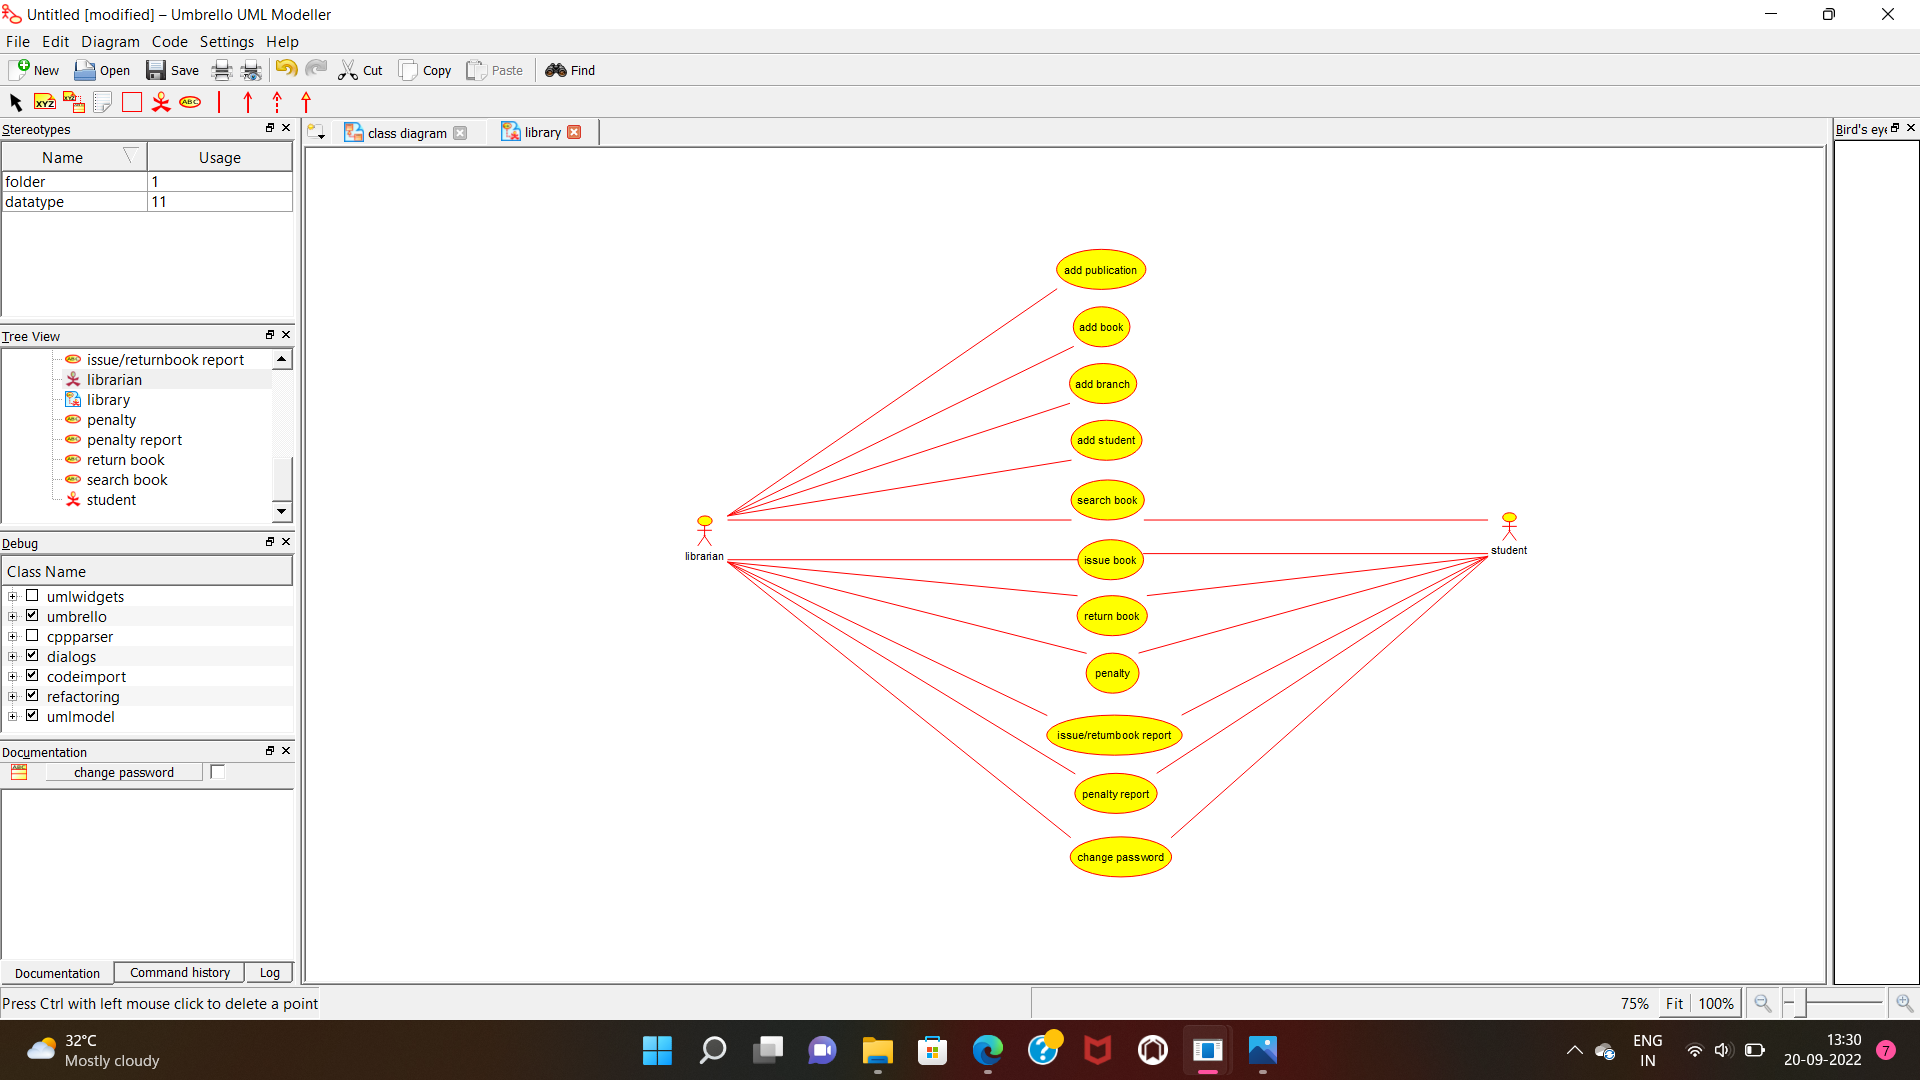 Untitled [modified] – Umbrello UML Modeller
File Edit Diagram Code Settings Help
New Open Save Cut Copy Paste Find
XYZ XYZ ABC
Stereotypes
Name Usage
folder 1
datatype 11
Tree View
issue/returnbook report
librarian
library
penalty
penalty report
return book
search book
student
Debug
Class Name
umlwidgets
umbrello
cppparser
dialogs
codeimport
refactoring
umlmodel
Documentation
change password
Documentation Command history Log
Press Ctrl with left mouse click to delete a point
class diagram
library
add publication
add book
add branch
add student
search book
issue book
return book
penalty
issue/returnbook report
penalty report
change password
librarian
student
Bird's eye
75% Fit 100%
32°C
Mostly cloudy
ENG
IN
13:30
20-09-2022
7